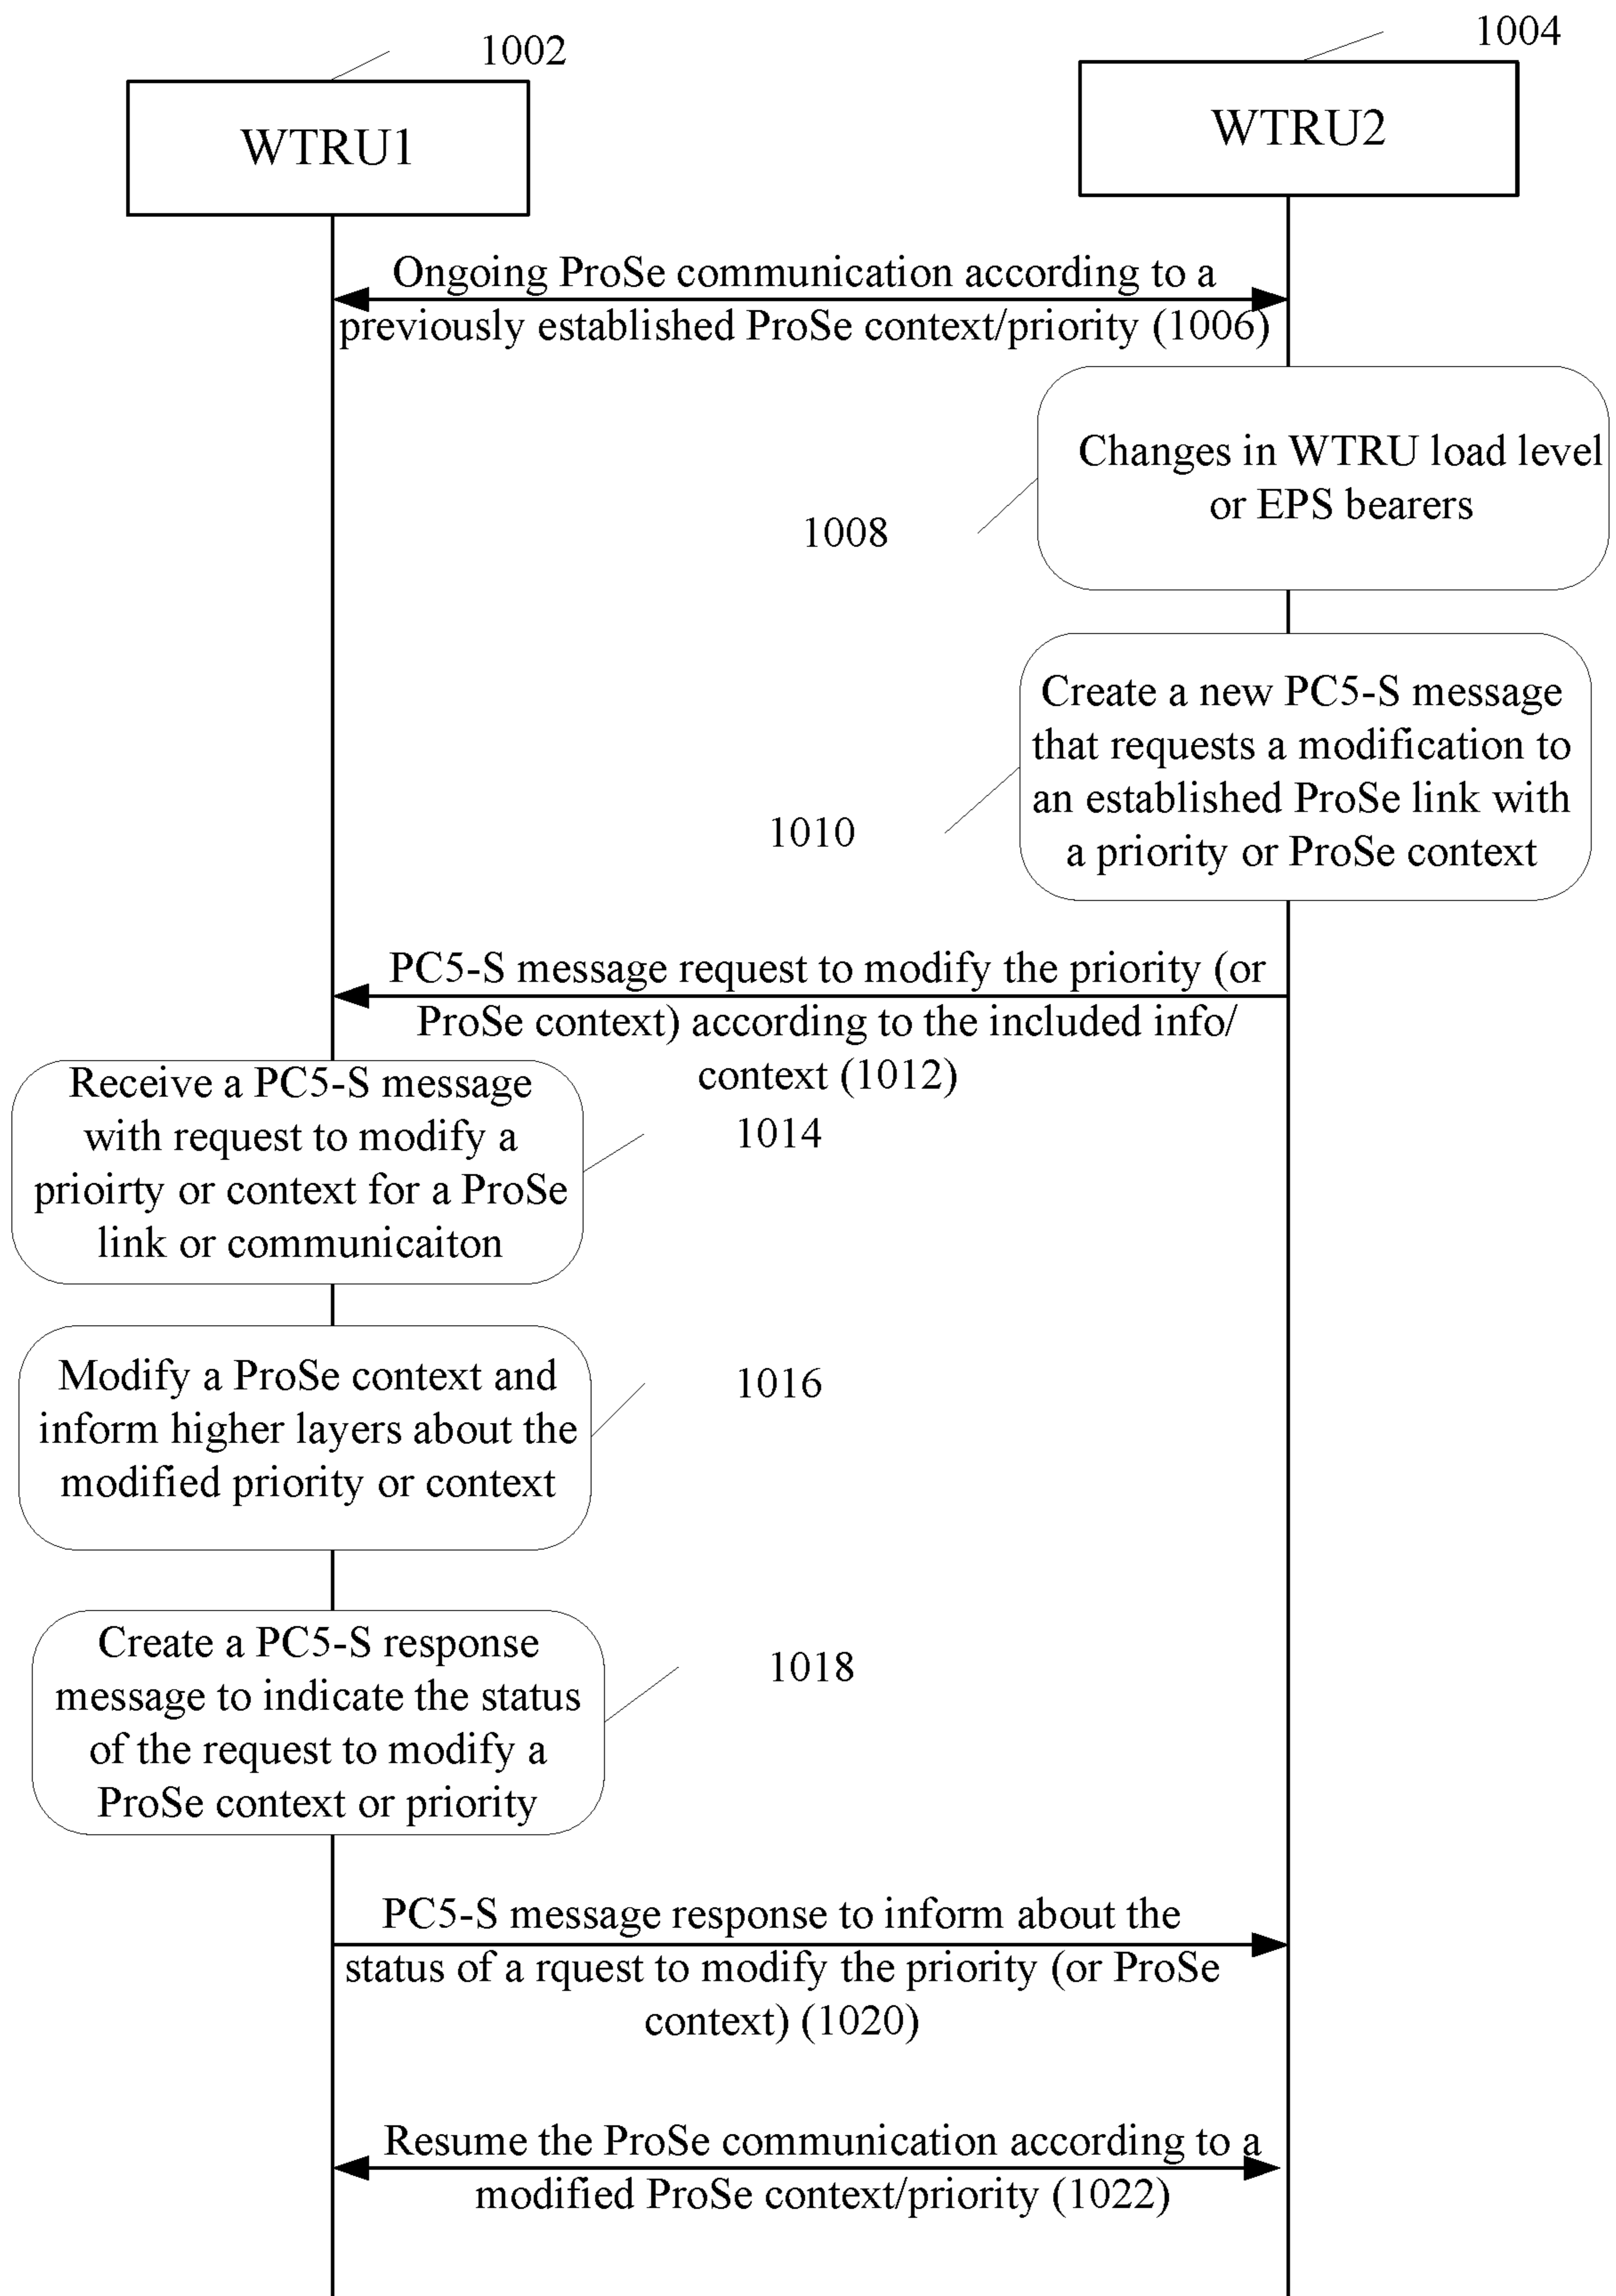 1002
1004
WTRU1
WTRU2
Ongoing ProSe communication according to a
previously established ProSe context/priority (1006)
Changes in WTRU load level
or EPS bearers
1008
Create a new PC5-S message
that requests a modification to
an established ProSe link with
a priority or ProSe context
1010
PC5-S message request to modify the priority (or
ProSe context) according to the included info/
context (1012)
Receive a PC5-S message
with request to modify a
prioirty or context for a ProSe
link or communicaiton
1014
Modify a ProSe context and
inform higher layers about the
modified priority or context
1016
Create a PC5-S response
message to indicate the status
of the request to modify a
ProSe context or priority
1018
PC5-S message response to inform about the
status of a rquest to modify the priority (or ProSe
context) (1020)
Resume the ProSe communication according to a
modified ProSe context/priority (1022)